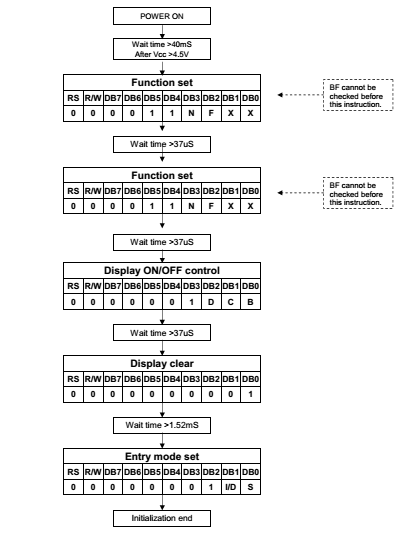 POWER ON
Wait time >40mS
After Vcc >4.5V
Function set
RS R/W DB7 DB6 DB5 DB4 DB3 DB2 DB1 DB0
0 0 0 0 1 1 N F X X
BF cannot be
checked before
this instruction.
Wait time >37uS
Function set
RS R/W DB7 DB6 DB5 DB4 DB3 DB2 DB1 DB0
0 0 0 0 1 1 N F X X
BF cannot be
checked before
this instruction.
Wait time >37uS
Display ON/OFF control
RS R/W DB7 DB6 DB5 DB4 DB3 DB2 DB1 DB0
0 0 0 0 0 0 1 D C B
Wait time >37uS
Display clear
RS R/W DB7 DB6 DB5 DB4 DB3 DB2 DB1 DB0
0 0 0 0 0 0 0 0 0 1
Wait time >1.52mS
Entry mode set
RS R/W DB7 DB6 DB5 DB4 DB3 DB2 DB1 DB0
0 0 0 0 0 0 0 1 I/D S
Initialization end